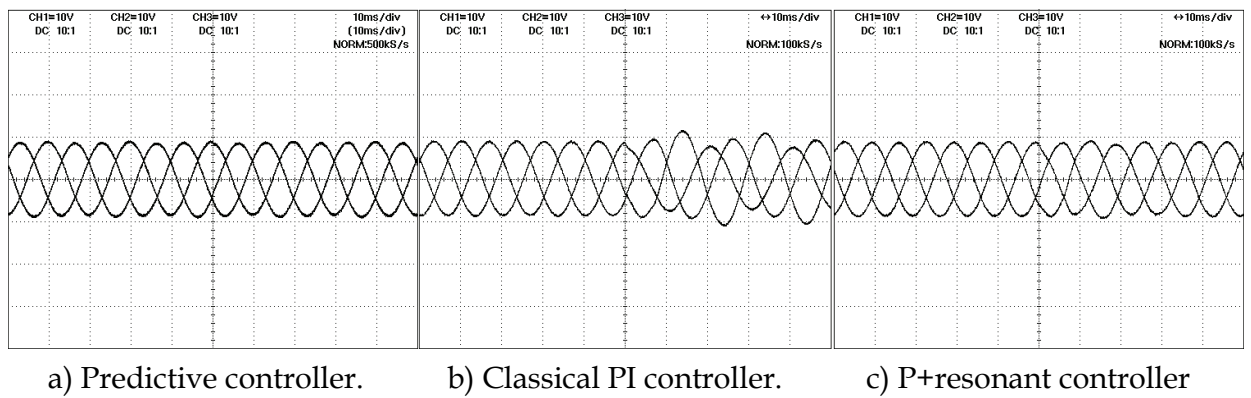 CH1=10V CH2=10V CH3=10V 10ms/div
DC 10:1 DC 10:1 DC 10:1 (10ms/div)
NORM:500kS/s
CH1=10V CH2=10V CH3=10V ↔10ms/div
DC 10:1 DC 10:1 DC 10:1
NORM:100kS/s
CH1=10V CH2=10V CH3=10V ↔10ms/div
DC 10:1 DC 10:1 DC 10:1
NORM:100kS/s
a) Predictive controller.
b) Classical PI controller.
c) P+resonant controller